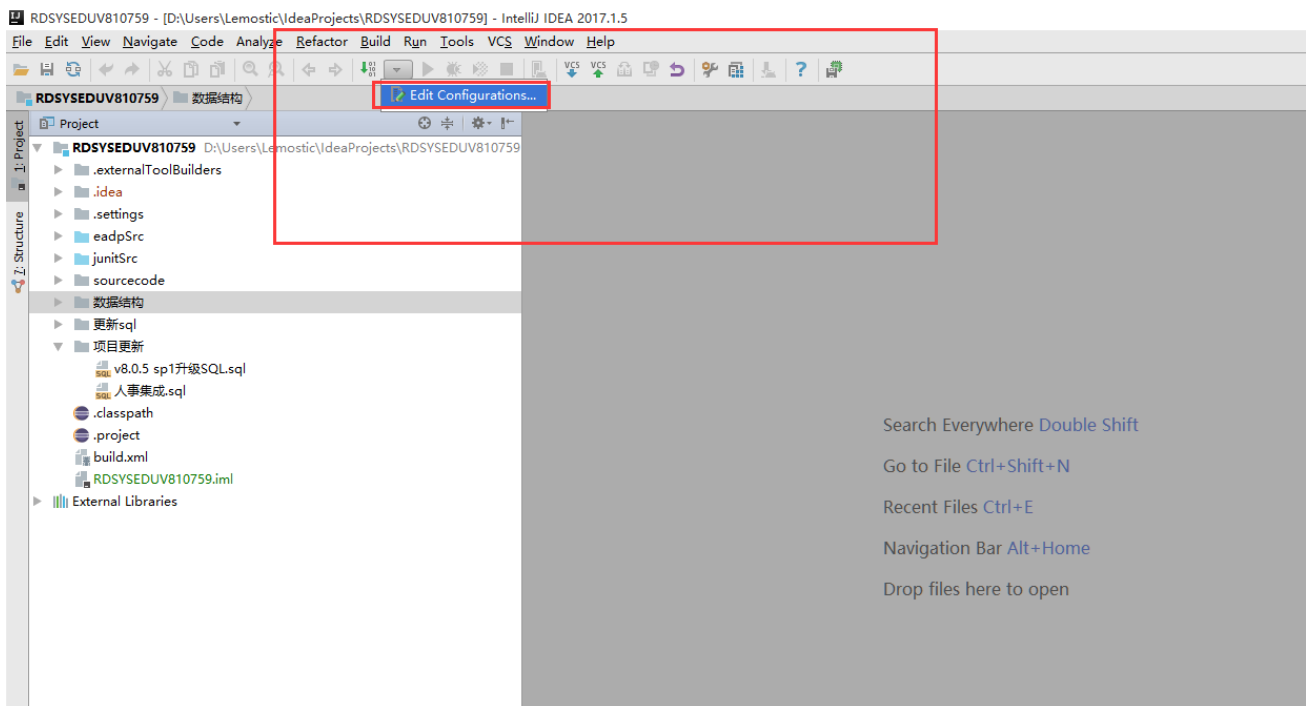 RDSYSEDUV810759 - [D:\Users\Lemostic\IdeaProjects\RDSYSEDUV810759] - IntelliJ IDEA 2017.1.5
File Edit View Navigate Code Analyze Refactor Build Run Tools VCS Window Help
VCS VCS
RDSYSEDUV810759 数据结构
Edit Configurations...
1: Project
7: Structure
Project
RDSYSEDUV810759 D:\Users\Lemostic\IdeaProjects\RDSYSEDUV810759
.externalToolBuilders
.idea
.settings
eadpSrc
junitSrc
sourcecode
数据结构
更新sql
项目更新
SQL v8.0.5 sp1升级SQL.sql
SQL 人事集成.sql
.classpath
.project
build.xml
RDSYSEDUV810759.iml
External Libraries
Search Everywhere Double Shift
Go to File Ctrl+Shift+N
Recent Files Ctrl+E
Navigation Bar Alt+Home
Drop files here to open